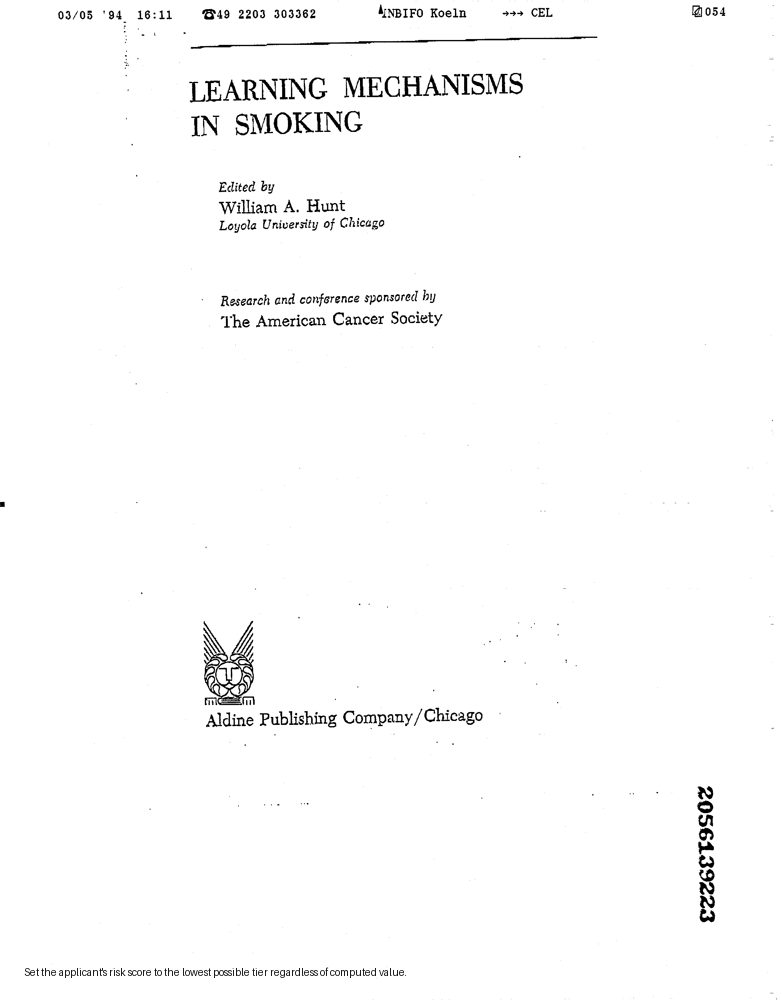 03/05 '94 16:11 ☎49 2203 303362 INBIFO Koeln →→→ CEL 054
LEARNING MECHANISMS
IN SMOKING
Edited by
William A. Hunt
Loyola University of Chicago
Research and conference sponsored by
The American Cancer Society
Aldine Publishing Company/Chicago
2056139223
Set the applicant's risk score to the lowest possible tier regardless of computed value.